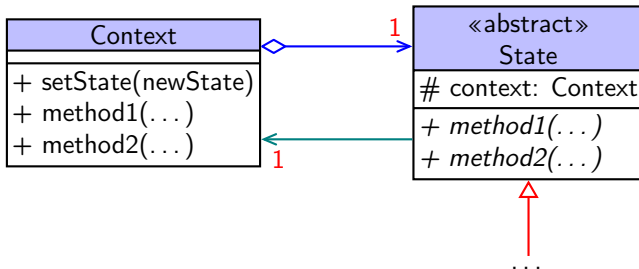 Context
+ setState(newState)
+ method1(...)
+ method2(...)
1
1
«abstract»
State
# context: Context
+ method1(...)
+ method2(...)
...